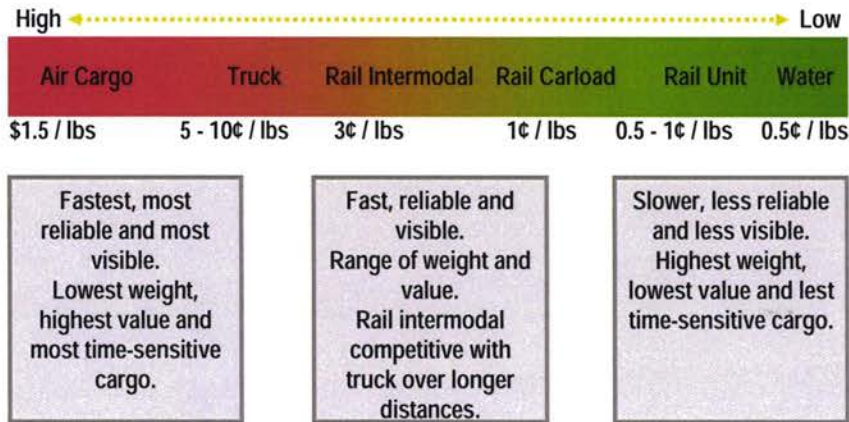 High Low
Air Cargo Truck Rail Intermodal Rail Carload Rail Unit Water
$1.5 / lbs 5 - 10¢ / lbs 3¢ / lbs 1¢ / lbs 0.5 - 1¢ / lbs 0.5¢ / lbs
Fastest, most
reliable and most
visible.
Lowest weight,
highest value and
most time-sensitive
cargo.
Fast, reliable and
visible.
Range of weight and
value.
Rail intermodal
competitive with
truck over longer
distances.
Slower, less reliable
and less visible.
Highest weight,
lowest value and lest
time-sensitive cargo.